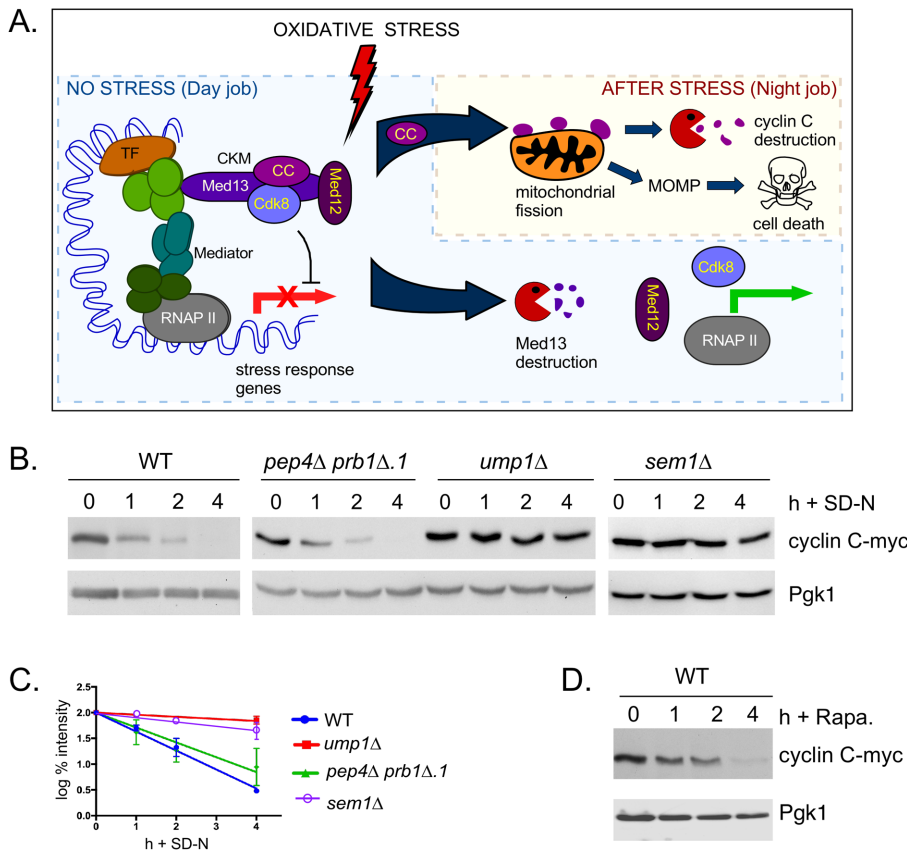 A.
OXIDATIVE STRESS
NO STRESS (Day job)
AFTER STRESS (Night job)
TF
CKM
Med13
CC
Cdk8
Med12
Mediator
RNAP II
X
stress response
genes
CC
mitochondrial
fission
cyclin C
destruction
MOMP
cell death
Med13
destruction
Med12
Cdk8
RNAP II
B.
WT
pep4Δ prb1Δ.1
ump1Δ
sem1Δ
0 1 2 4 0 1 2 4 0 1 2 4 0 1 2 4 h + SD-N
cyclin C-myc
Pgk1
C.
log % intensity
2.5
2.0
1.5
1.0
0.5
0.0
0 1 2 3 4
h + SD-N
WT
ump1Δ
pep4Δ prb1Δ.1
sem1Δ
D.
WT
0 1 2 4 h + Rapa.
cyclin C-myc
Pgk1